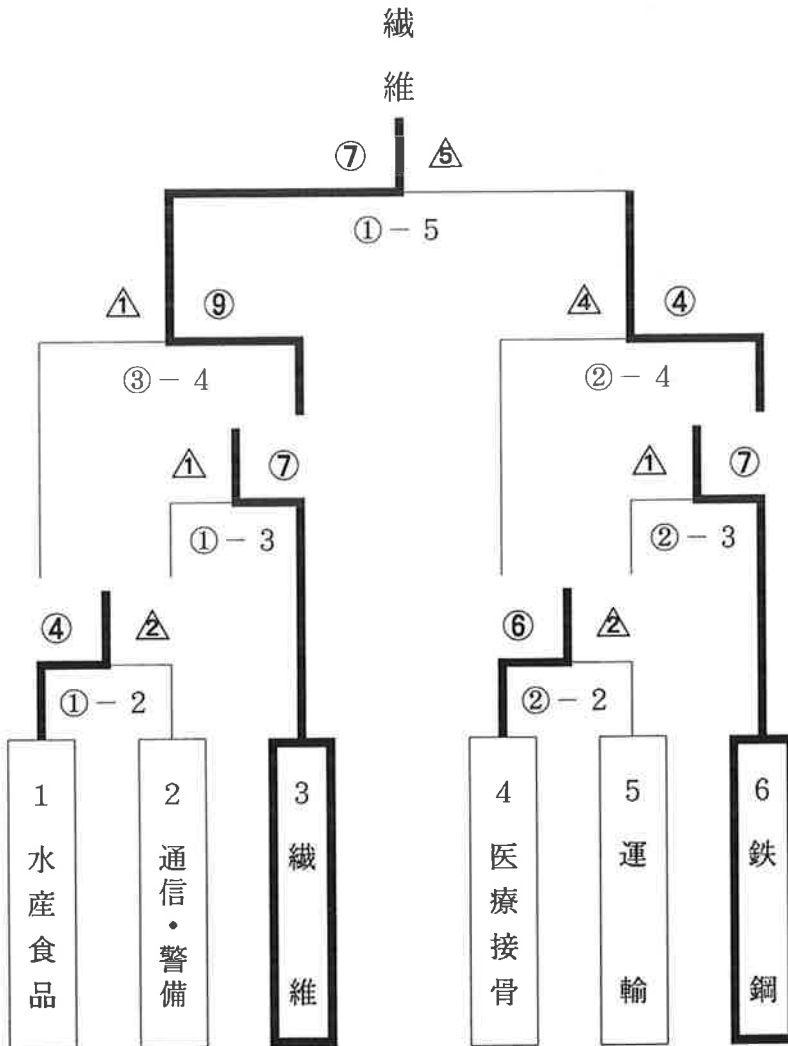 繊維
⑦ 5
①－5
1 ⑨ 4 ④
③－4 ②－4
1 ⑦ 1 ⑦
①－3 ②－3
④ 2 ⑥ 2
①－2 ②－2
1 水産食品
2 通信・警備
3 繊維
4 医療接骨
5 運輸
6 鉄鋼